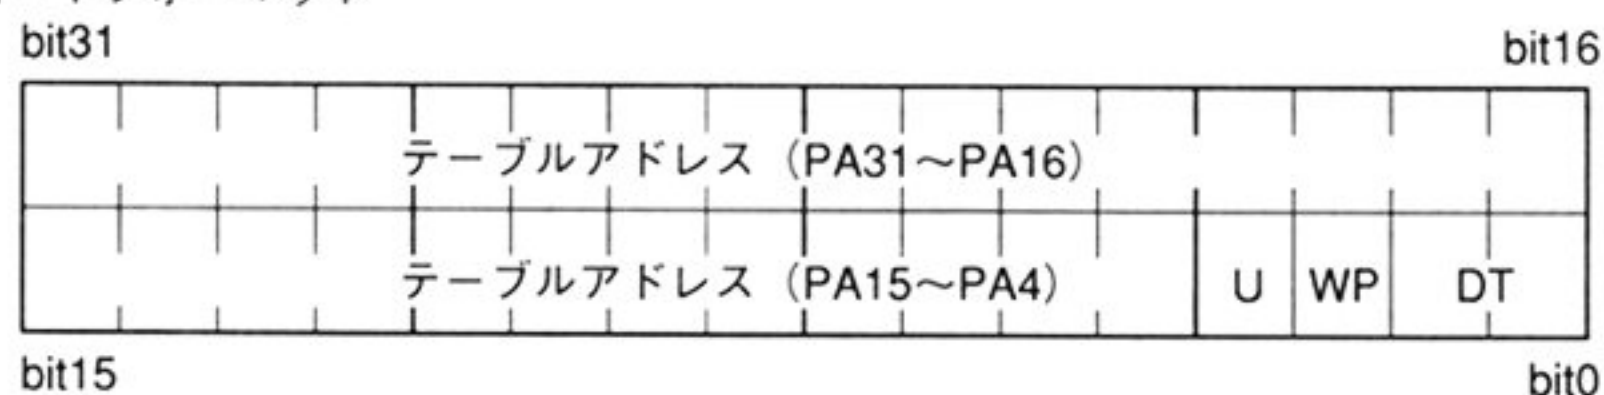 bit31 bit16
テーブルアドレス（PA31～PA16）
テーブルアドレス（PA15～PA4） U WP DT
bit15 bit0